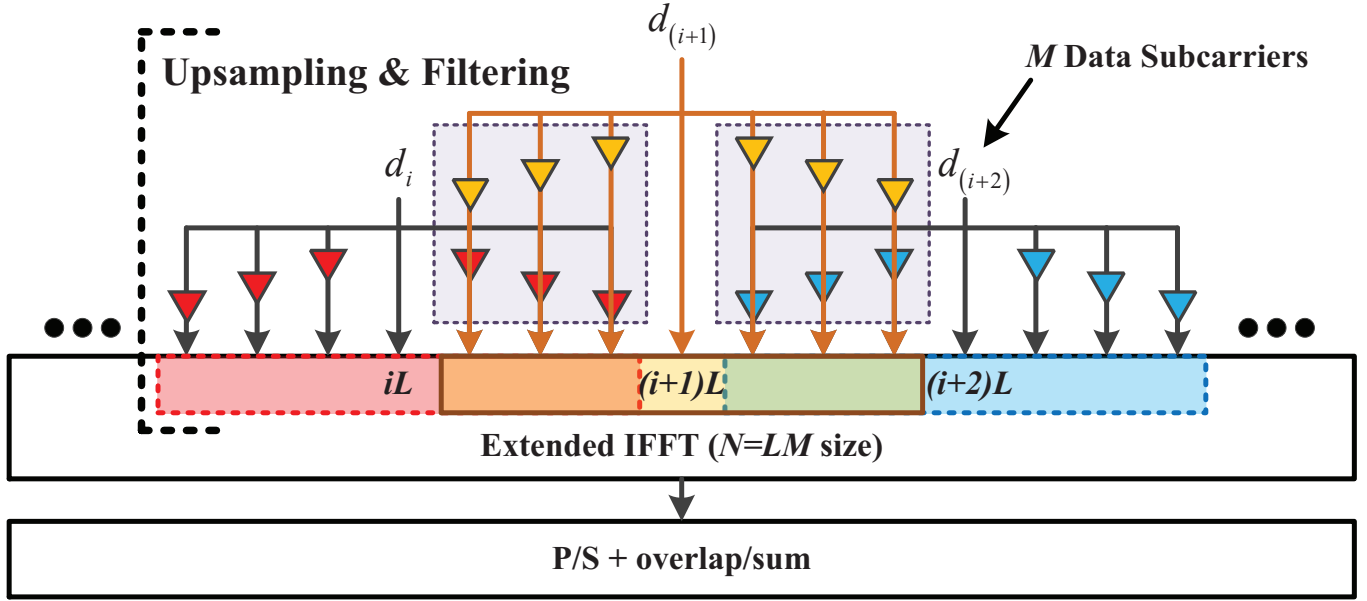 d(i+1)
M Data Subcarriers
Upsampling & Filtering
di
d(i+2)
iL
(i+1)L
(i+2)L
Extended IFFT (N=LM size)
P/S + overlap/sum